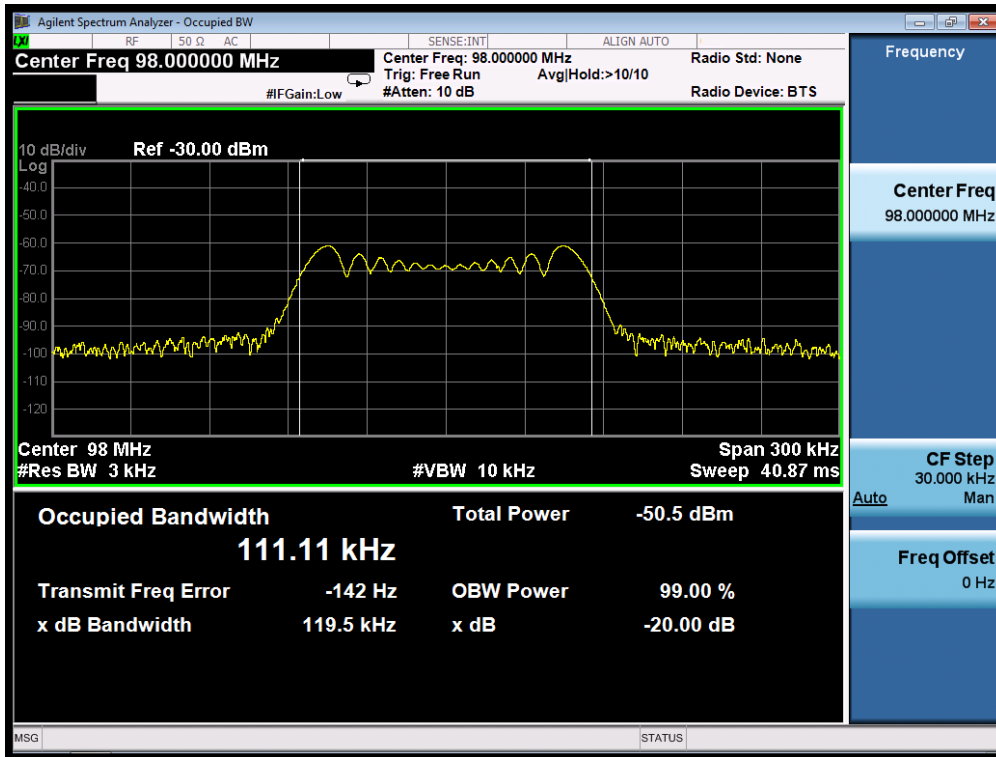 Agilent Spectrum Analyzer - Occupied BW
LXI RF 50 Ω AC SENSE:INT ALIGN AUTO
Center Freq 98.000000 MHz
Center Freq: 98.000000 MHz
Radio Std: None
Trig: Free Run Avg|Hold:>10/10
#IFGain:Low
#Atten: 10 dB
Radio Device: BTS
10 dB/div Ref -30.00 dBm
Log
-40.0
-50.0
-60.0
-70.0
-80.0
-90.0
-100
-110
-120
Center 98 MHz Span 300 kHz
#Res BW 3 kHz #VBW 10 kHz Sweep 40.87 ms
Occupied Bandwidth Total Power -50.5 dBm
111.11 kHz
Transmit Freq Error -142 Hz OBW Power 99.00 %
x dB Bandwidth 119.5 kHz x dB -20.00 dB
Frequency
Center Freq
98.000000 MHz
CF Step
30.000 kHz
Auto Man
Freq Offset
0 Hz
MSG STATUS